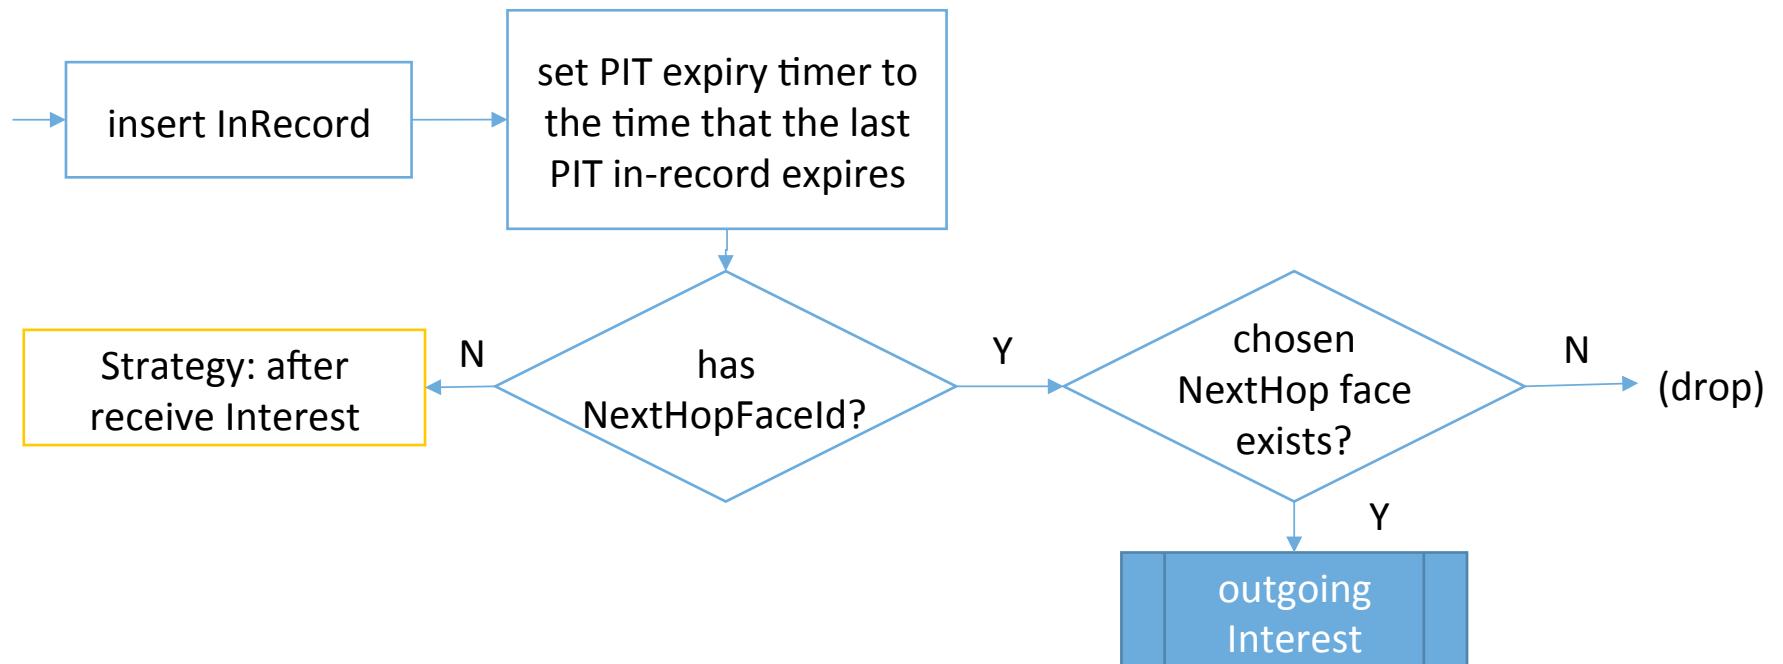 insert InRecord
set PIT expiry timer to
the time that the last
PIT in-record expires
Strategy: after
receive Interest
N
has
NextHopFaceId?
Y
chosen
NextHop face
exists?
N
(drop)
Y
outgoing
Interest